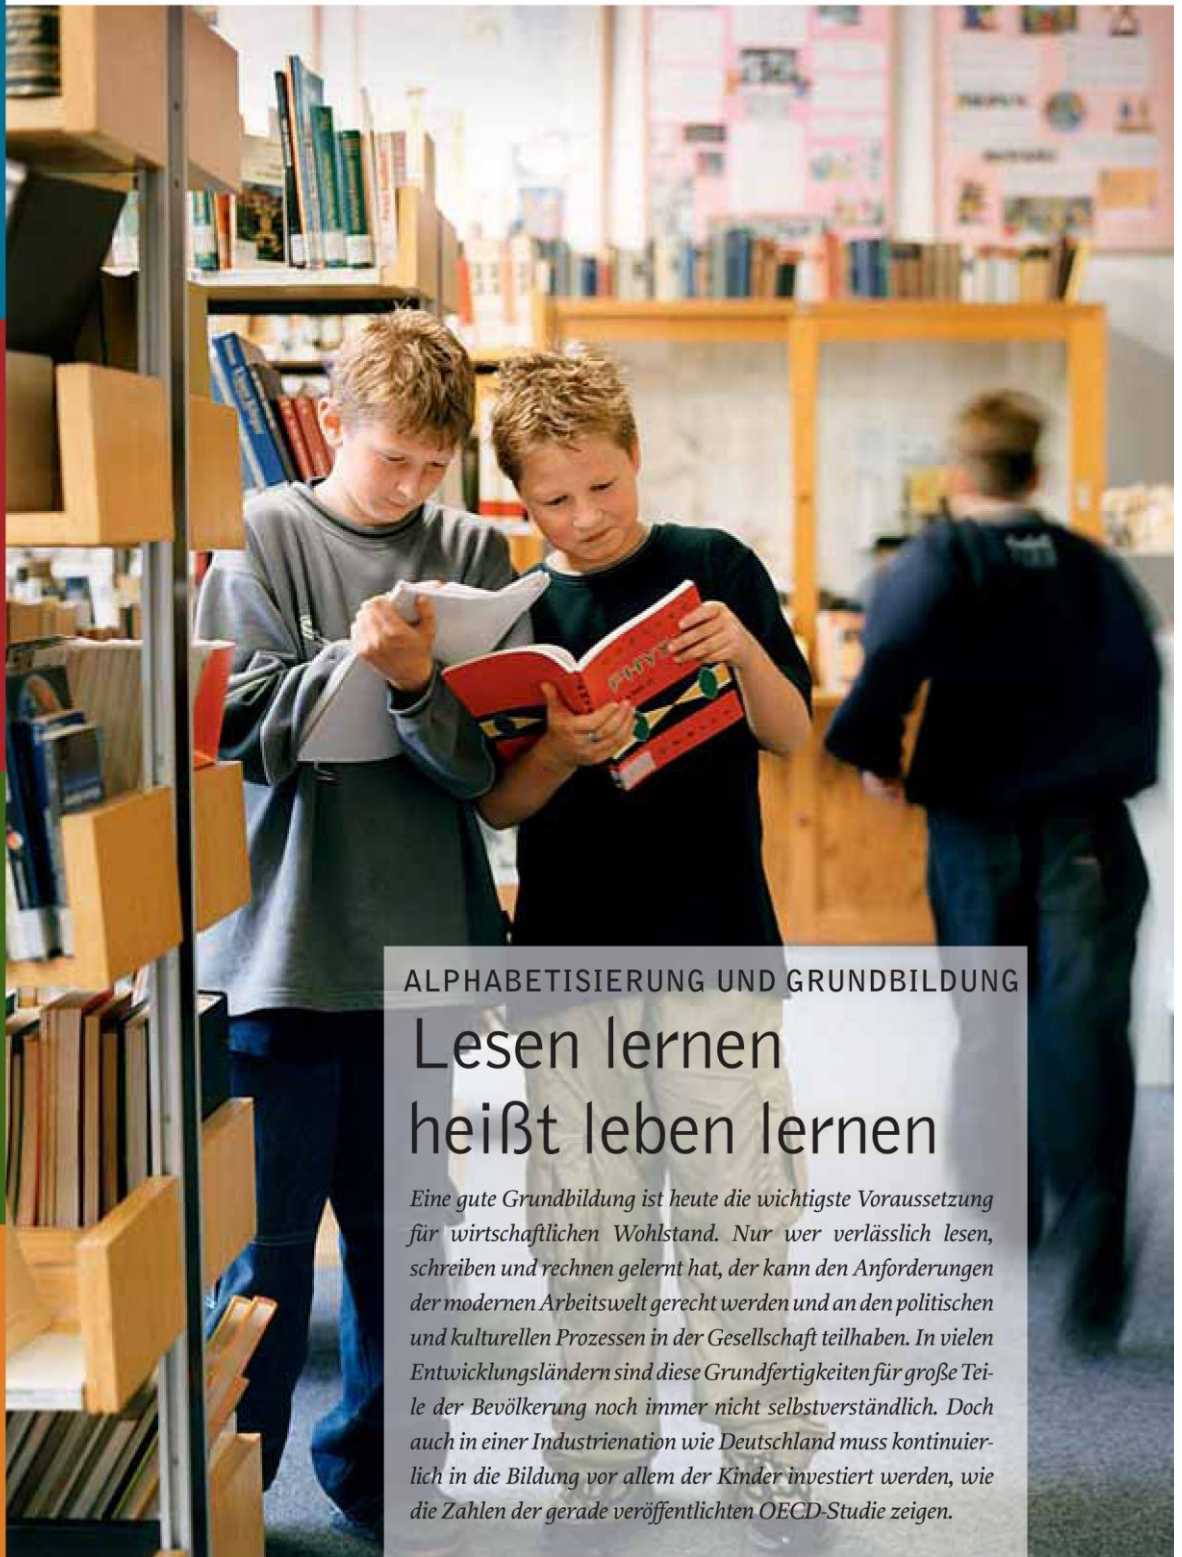 PHYS
ALPHABETISIERUNG UND GRUNDBILDUNG
Lesen lernen
heißt leben lernen
Eine gute Grundbildung ist heute die wichtigste Voraussetzung
für wirtschaftlichen Wohlstand. Nur wer verlässlich lesen,
schreiben und rechnen gelernt hat, der kann den Anforderungen
der modernen Arbeitswelt gerecht werden und an den politischen
und kulturellen Prozessen in der Gesellschaft teilhaben. In vielen
Entwicklungsländern sind diese Grundfertigkeiten für große Tei-
le der Bevölkerung noch immer nicht selbstverständlich. Doch
auch in einer Industrienation wie Deutschland muss kontinuier-
lich in die Bildung vor allem der Kinder investiert werden, wie
die Zahlen der gerade veröffentlichten OECD-Studie zeigen.